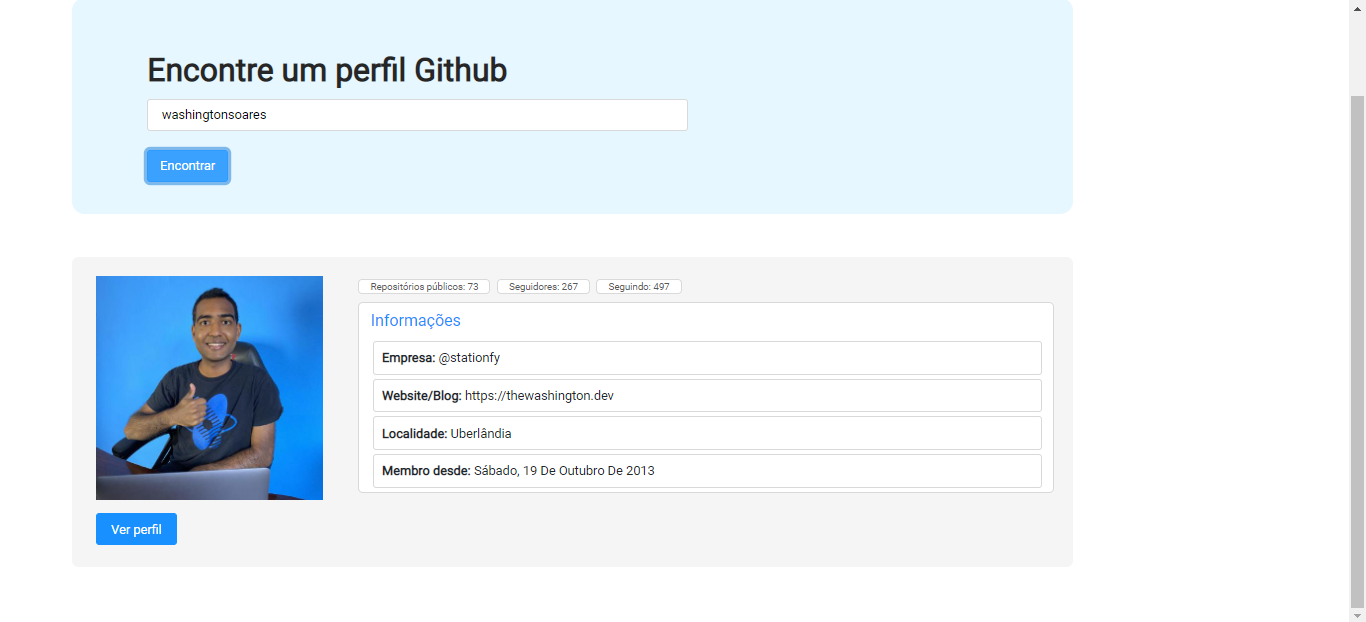 Encontre um perfil Github
washingtonsoares
Encontrar
Repositórios públicos: 73 Seguidores: 267 Seguindo: 497
Informações
Empresa: @stationfy
Website/Blog: https://thewashington.dev
Localidade: Uberlândia
Membro desde: Sábado, 19 De Outubro De 2013
Ver perfil